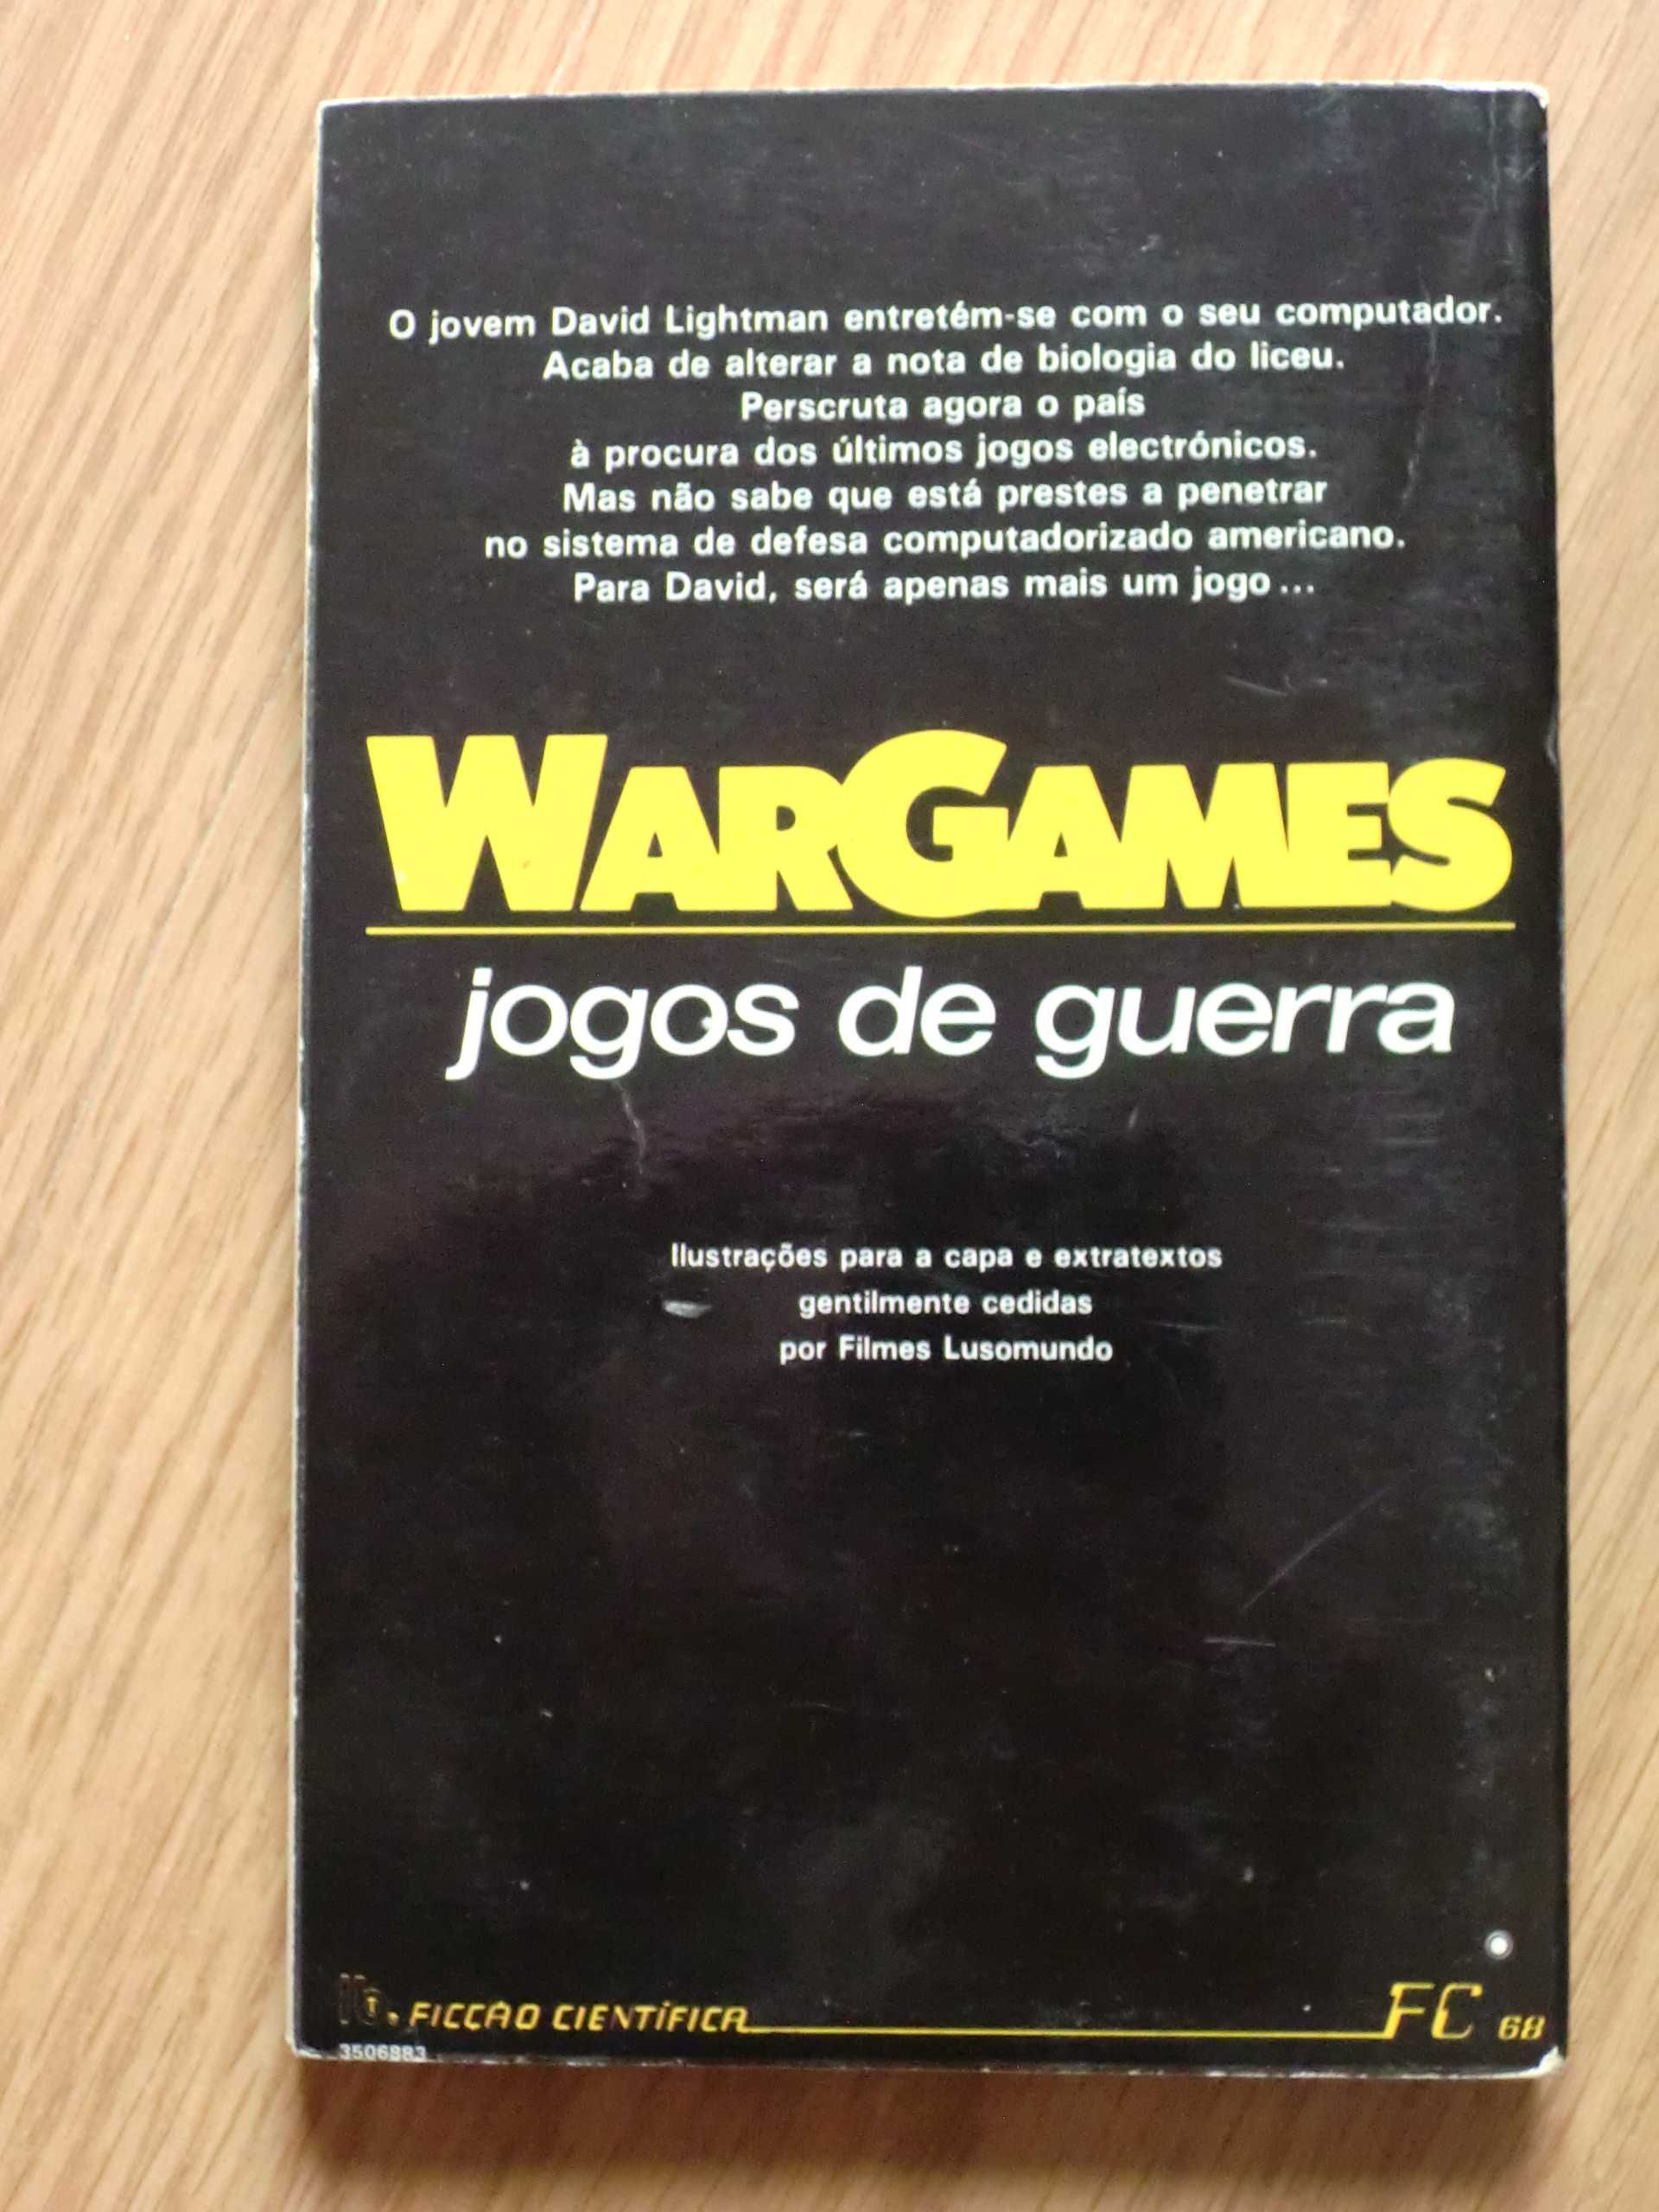 O jovem David Lightman entretém-se com o seu computador.
Acaba de alterar a nota de biologia do liceu.
Perscruta agora o país
à procura dos últimos jogos electrónicos.
Mas não sabe que está prestes a penetrar
no sistema de defesa computadorizado americano.
Para David, será apenas mais um jogo ...
WARGAMES
jogos de guerra
Ilustrações para a capa e extratextos
gentilmente cedidas
por Filmes Lusomundo
FICÇÃO CIENTÍFICA FC 68